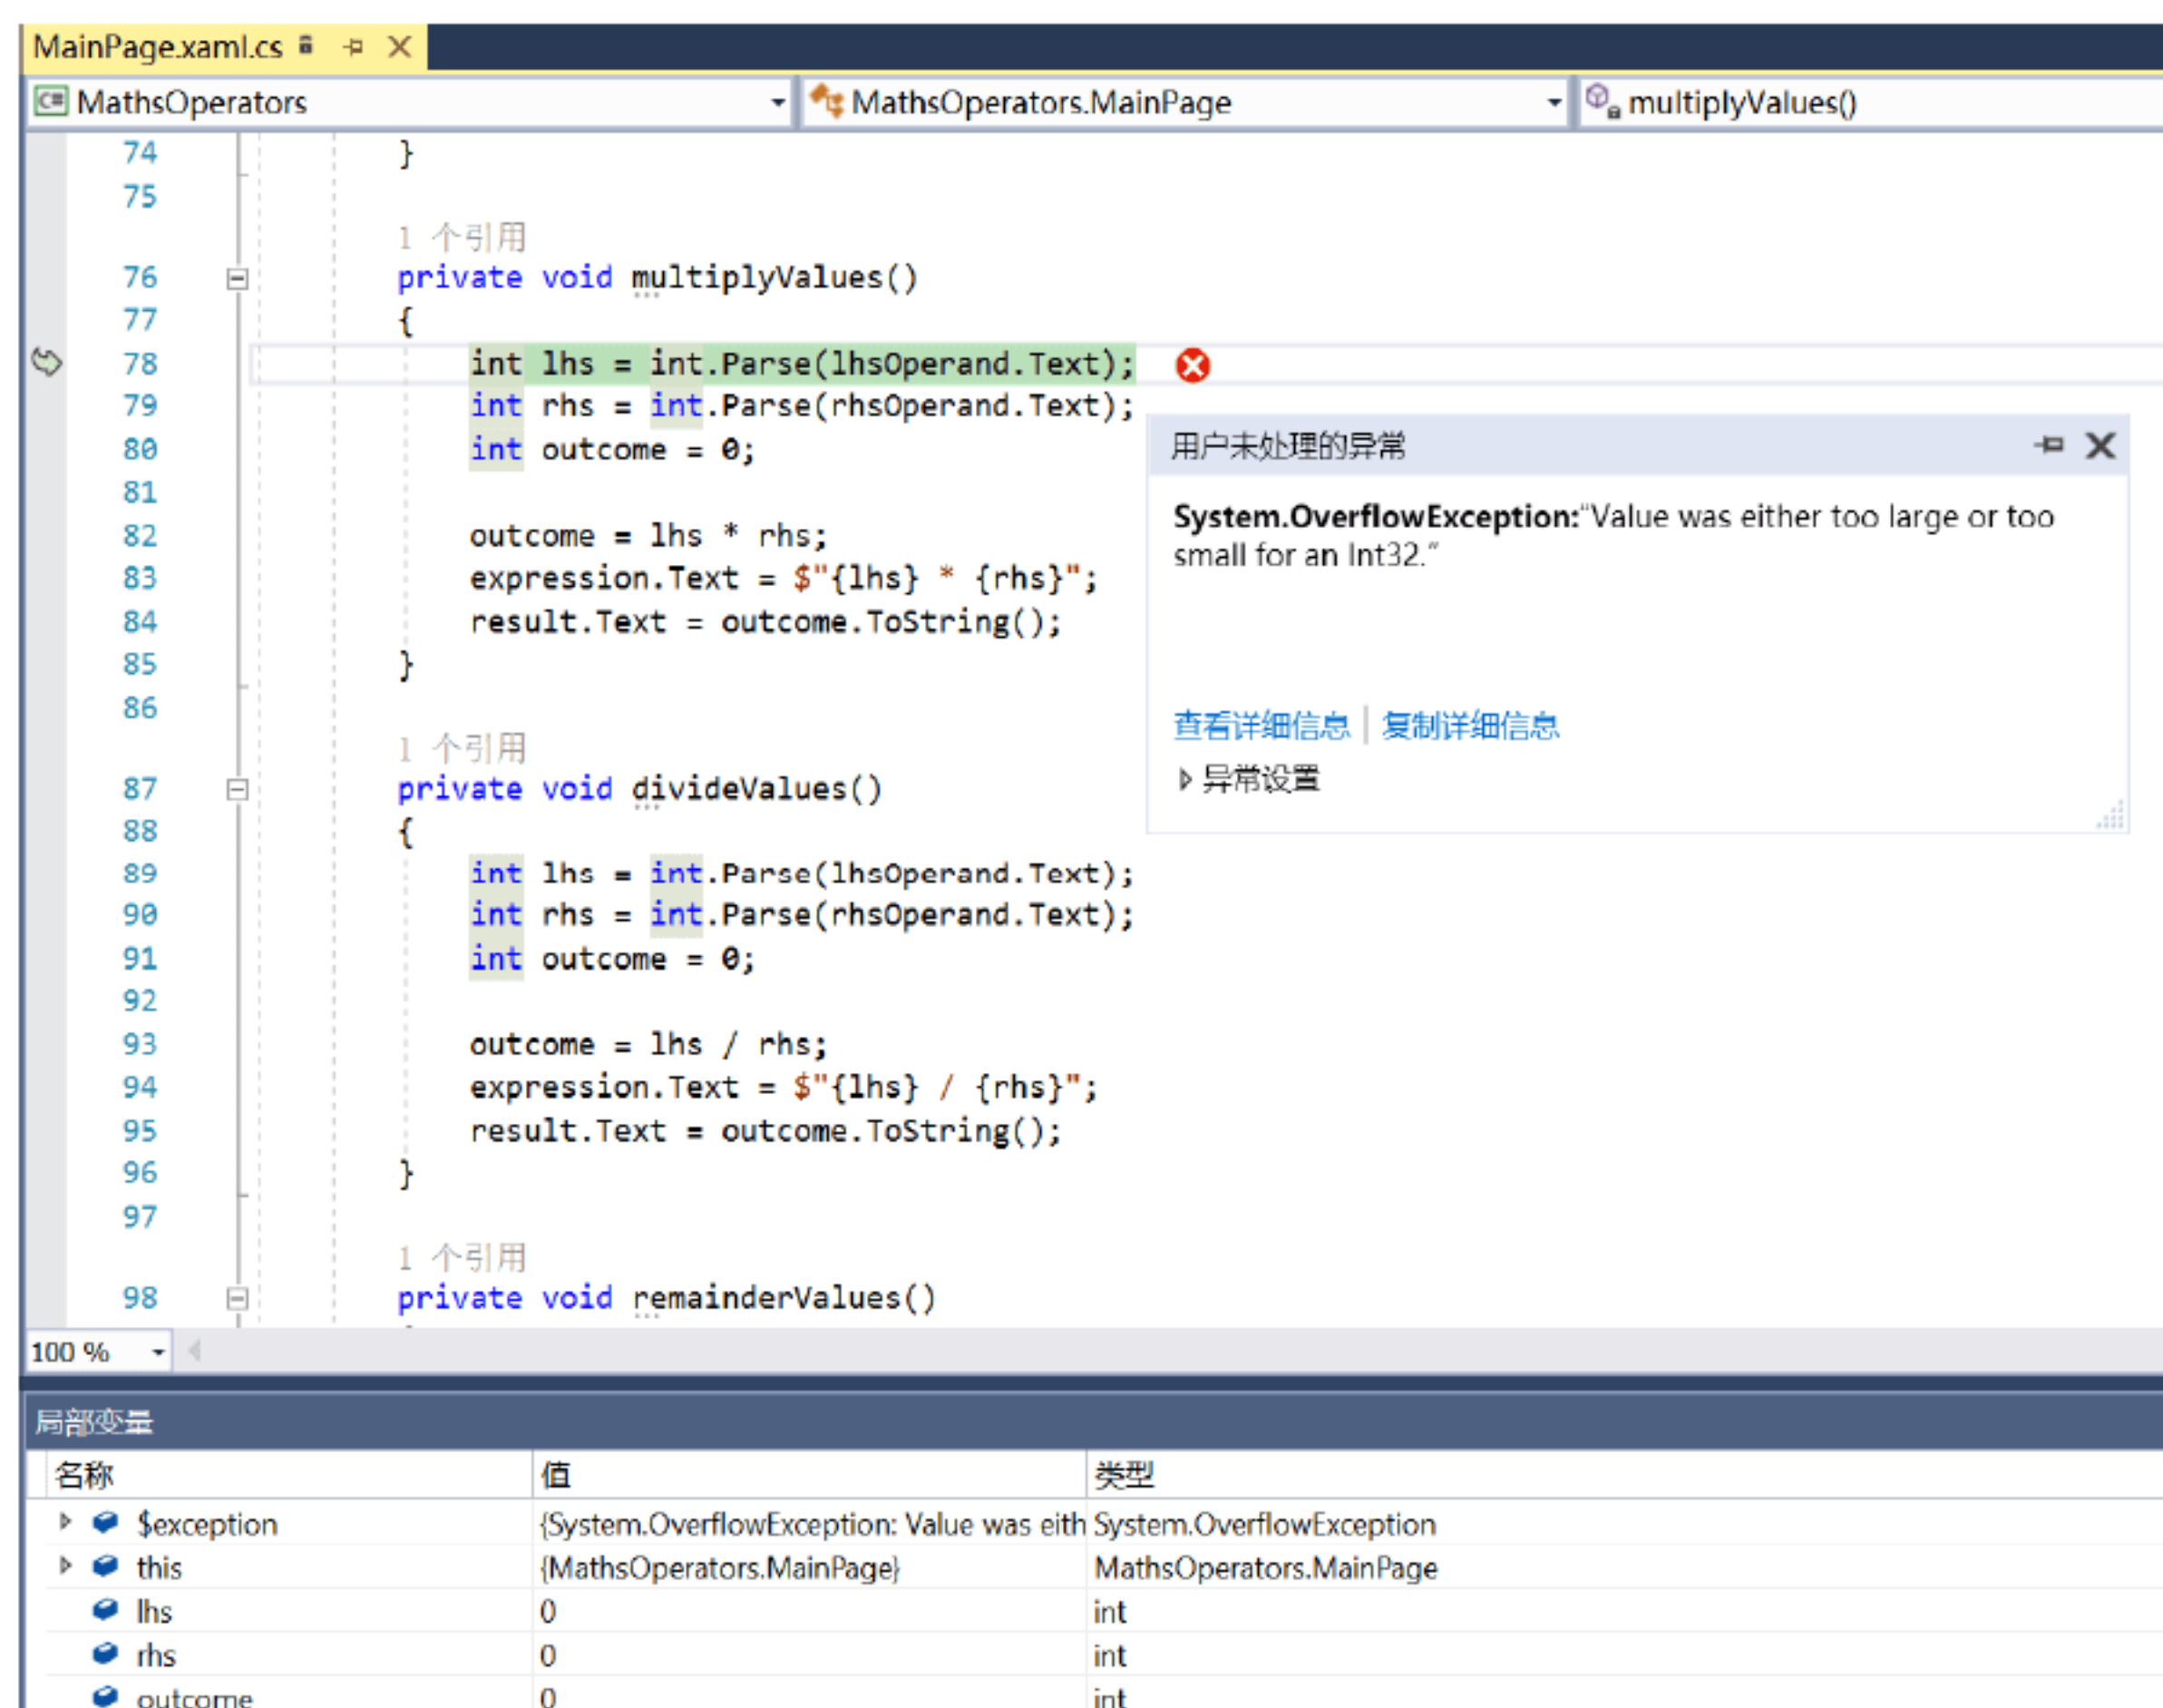 MainPage.xaml.cs
MathsOperators MathsOperators.MainPage multiplyValues()
74 }
75
1 个引用
76 private void multiplyValues()
77 {
78 int lhs = int.Parse(lhsOperand.Text);
79 int rhs = int.Parse(rhsOperand.Text);
80 int outcome = 0;
81
82 outcome = lhs * rhs;
83 expression.Text = $"{lhs} * {rhs}";
84 result.Text = outcome.ToString();
85 }
86
1 个引用
87 private void divideValues()
88 {
89 int lhs = int.Parse(lhsOperand.Text);
90 int rhs = int.Parse(rhsOperand.Text);
91 int outcome = 0;
92
93 outcome = lhs / rhs;
94 expression.Text = $"{lhs} / {rhs}";
95 result.Text = outcome.ToString();
96 }
97
1 个引用
98 private void remainderValues()
用户未处理的异常
System.OverflowException:“Value was either too large or too
small for an Int32.”
查看详细信息 | 复制详细信息
异常设置
100 %
局部变量
名称 值 类型
$exception {System.OverflowException: Value was eith System.OverflowException
this {MathsOperators.MainPage} MathsOperators.MainPage
lhs 0 int
rhs 0 int
outcome 0 int